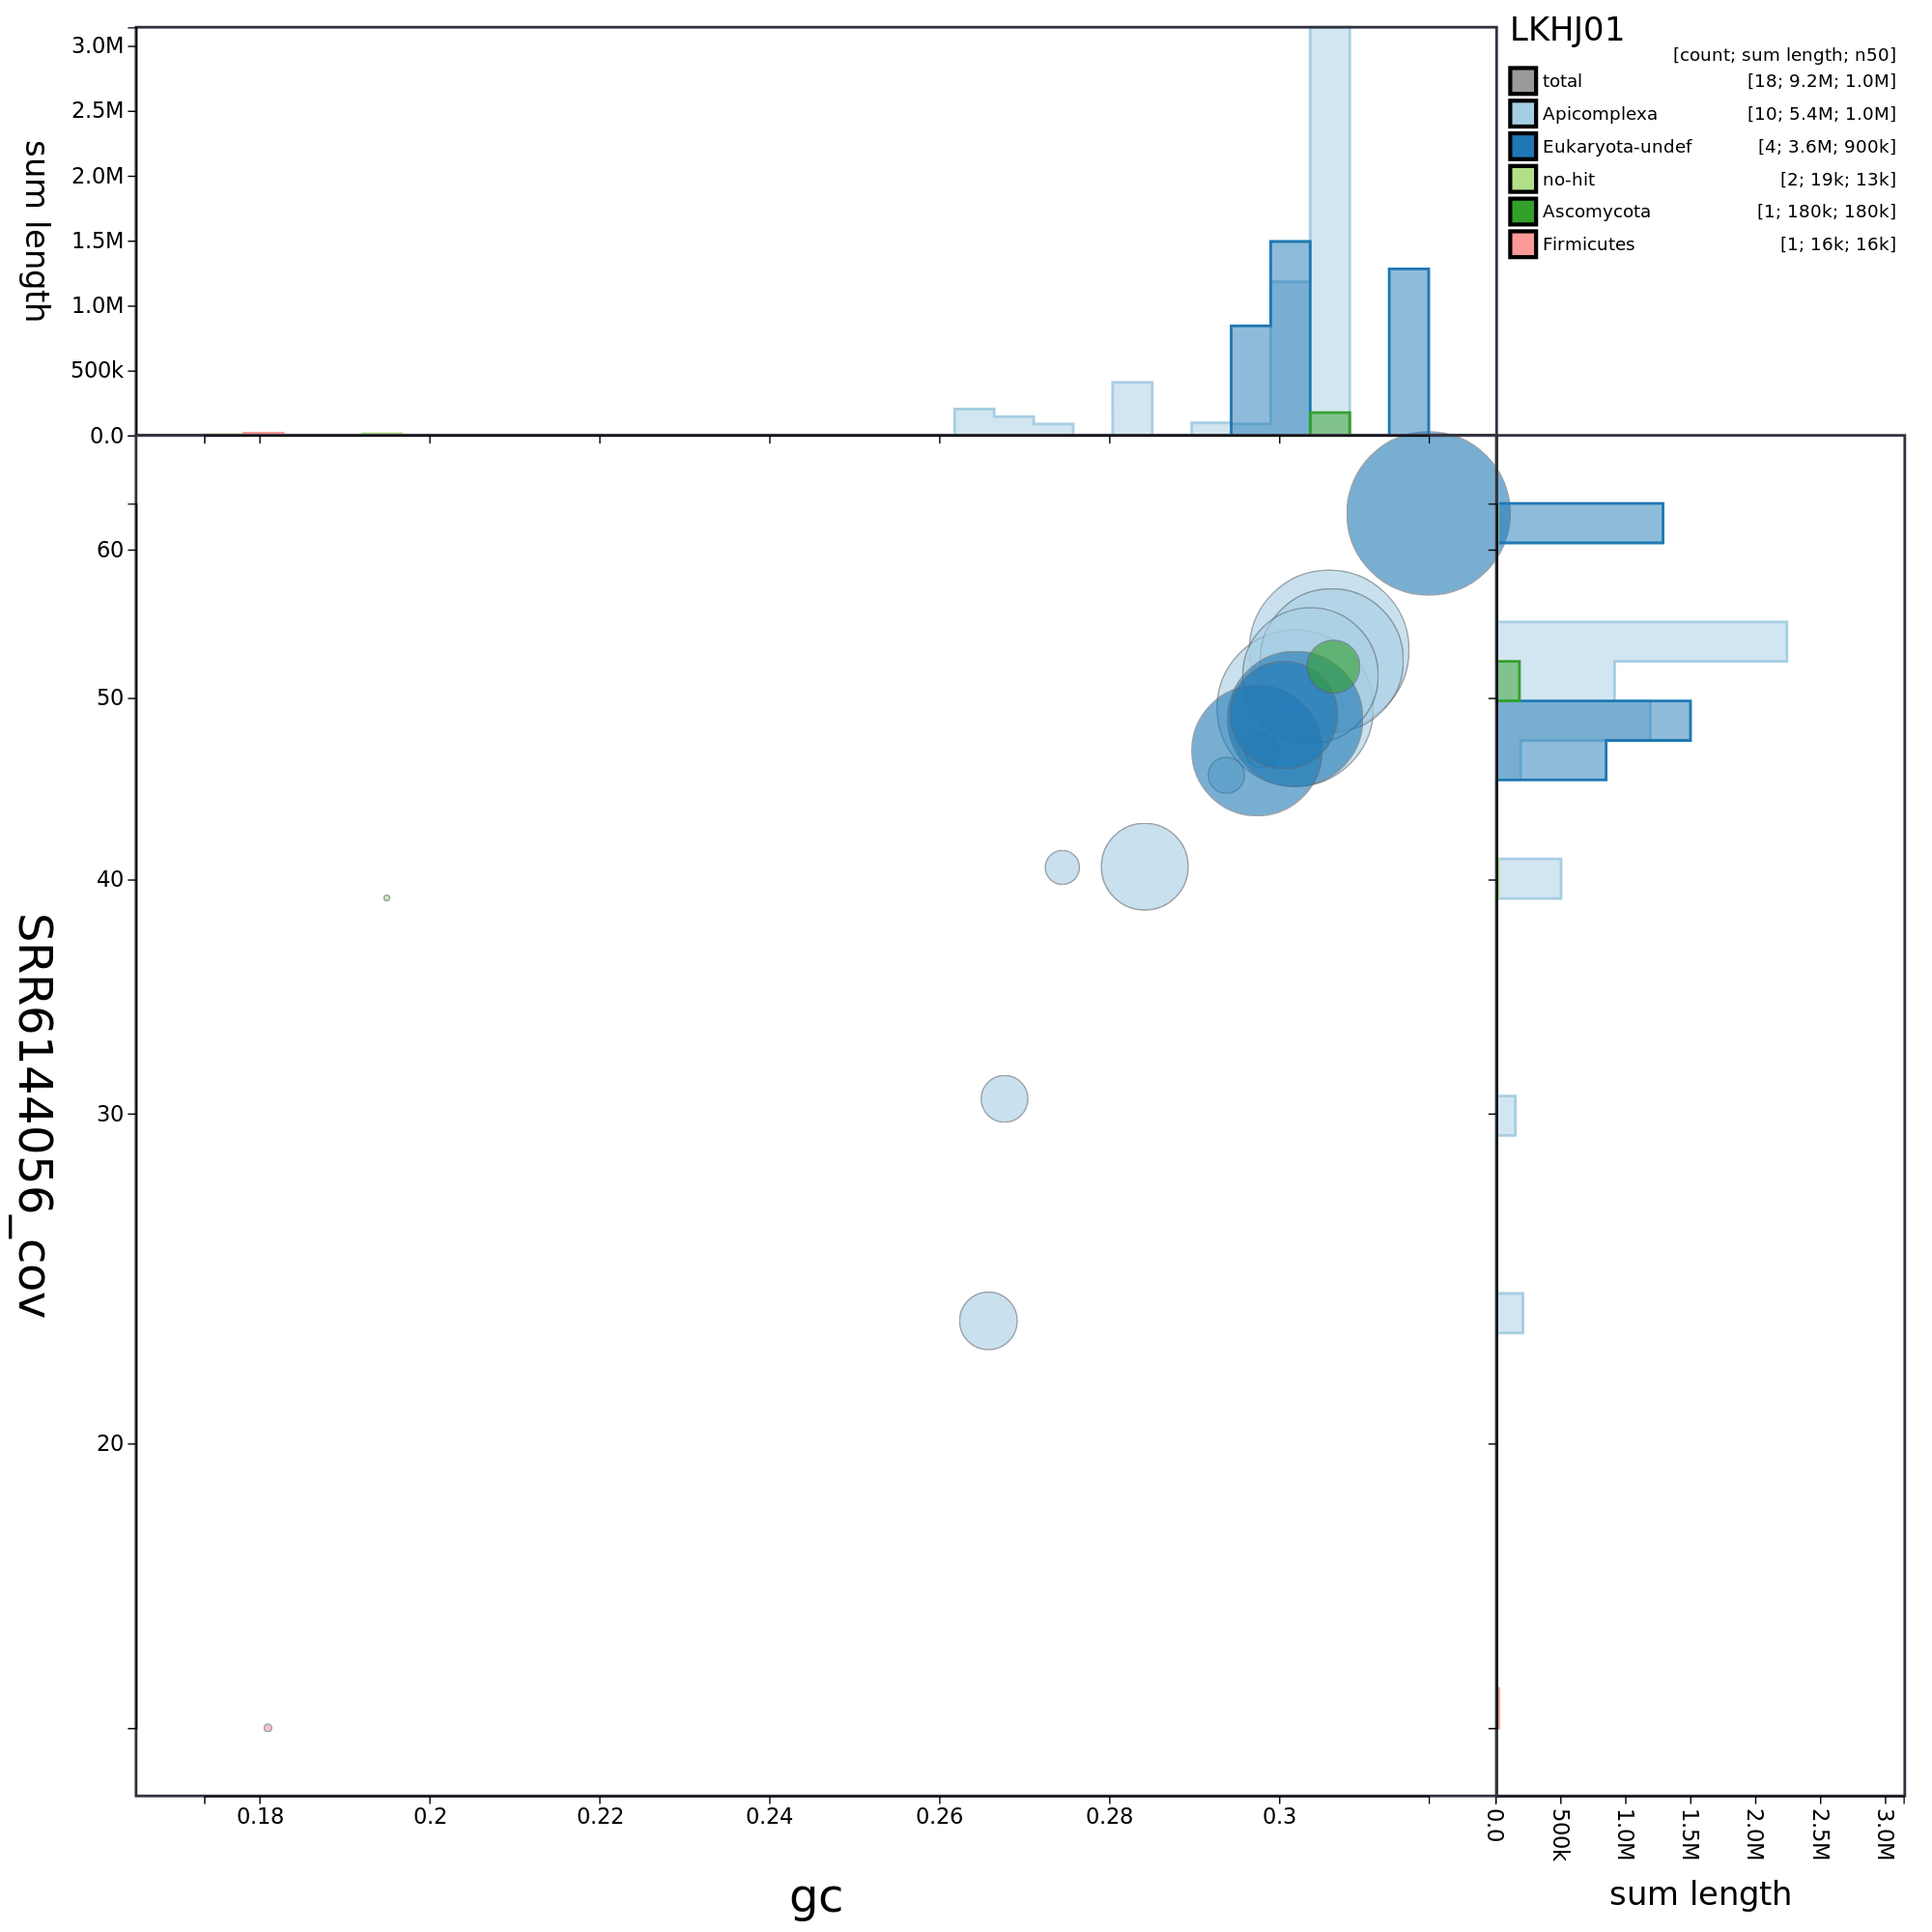 LKHJ01
[count; sum length; n50]
total [18; 9.2M; 1.0M]
Apicomplexa [10; 5.4M; 1.0M]
Eukaryota-undef [4; 3.6M; 900k]
no-hit [2; 19k; 13k]
Ascomycota [1; 180k; 180k]
Firmicutes [1; 16k; 16k]
sum length
3.0M
2.5M
2.0M
1.5M
1.0M
500k
0.0
SRR6144056_cov
60
50
40
30
20
0.18 0.2 0.22 0.24 0.26 0.28 0.3
gc
0.0 500k 1.0M 1.5M 2.0M 2.5M 3.0M
sum length